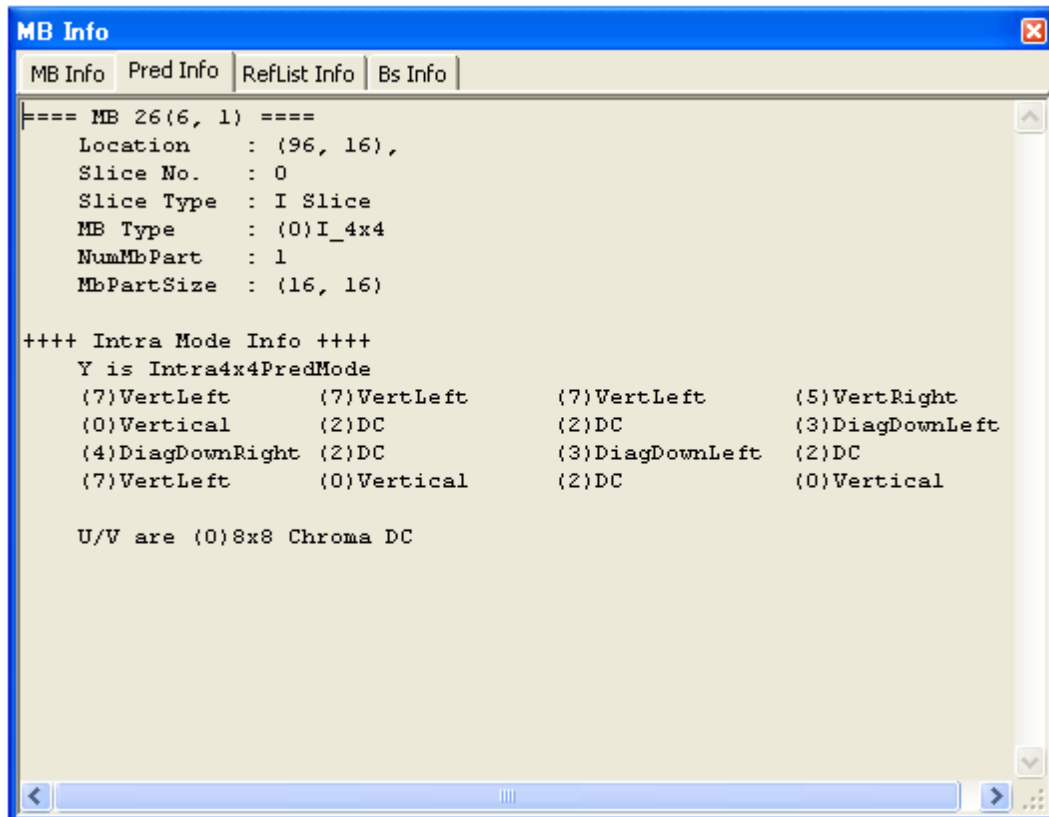 MB Info
MB Info Pred Info RefList Info Bs Info
==== MB 26(6, 1) ====
Location : (96, 16),
Slice No. : 0
Slice Type : I Slice
MB Type : (0)I_4x4
NumMbPart : 1
MbPartSize : (16, 16)
++++ Intra Mode Info ++++
Y is Intra4x4PredMode
(7)VertLeft (7)VertLeft (7)VertLeft (5)VertRight
(0)Vertical (2)DC (2)DC (3)DiagDownLeft
(4)DiagDownRight (2)DC (3)DiagDownLeft (2)DC
(7)VertLeft (0)Vertical (2)DC (0)Vertical
U/V are (0)8x8 Chroma DC